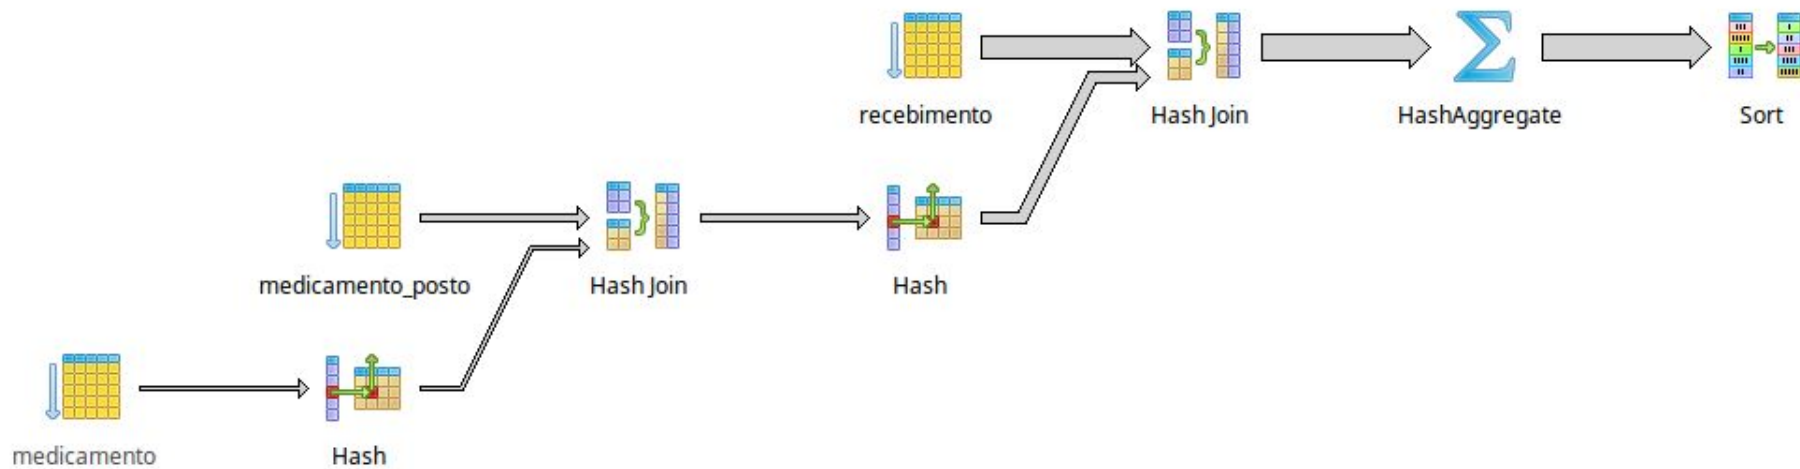 recebimento
Hash Join
HashAggregate
Sort
medicamento_posto
Hash Join
Hash
medicamento
Hash